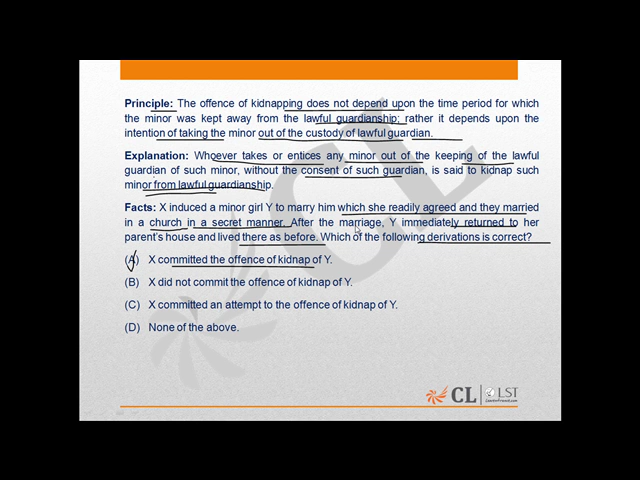 Principle: The offence of kidnapping does not depend upon the time period for which
the minor was kept away from the lawful guardianship; rather it depends upon the
intention of taking the minor out of the custody of lawful guardian.
Explanation: Whoever takes or entices any minor out of the keeping of the lawful
guardian of such minor, without the consent of such guardian, is said to kidnap such
minor from lawful guardianship.
Facts: X induced a minor girl Y to marry him which she readily agreed and they married
in a church in a secret manner. After the marriage, Y immediately returned to her
parent's house and lived there as before. Which of the following derivations is correct?
(A) X committed the offence of kidnap of Y.
(B) X did not commit the offence of kidnap of Y.
(C) X committed an attempt to the offence of kidnap of Y.
(D) None of the above.
CL
CL LST